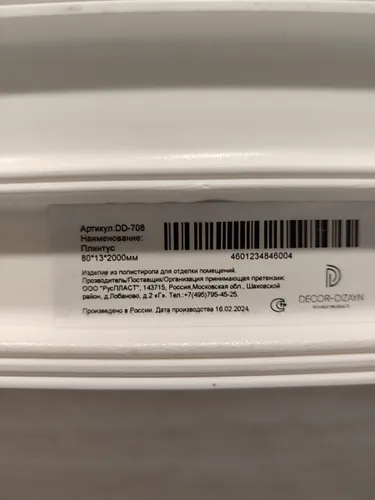 Артикул:DD-708
Наименование:
Плинтус
80*13*2000мм
4601234846004
Изделие из полистирола для отделки помещений.
Прозводитель/Поставщик/Организация принимающая претензии:
ООО "РусПЛАСТ", 143715, Россия,Московская обл., Шаховской
район, д.Лобаново, д.2 «Г». Тел.:+7(495)795-45-25.
Произведено в России. Дата производства 16.02.2024.
DECOR-DIZAYN